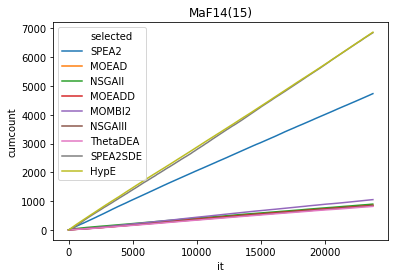 MaF14(15)
7000
6000
5000
4000
3000
2000
1000
0
cumcount
selected
SPEA2
MOEAD
NSGAII
MOEADD
MOMBI2
NSGAIII
ThetaDEA
SPEA2SDE
HypE
0 5000 10000 15000 20000
it